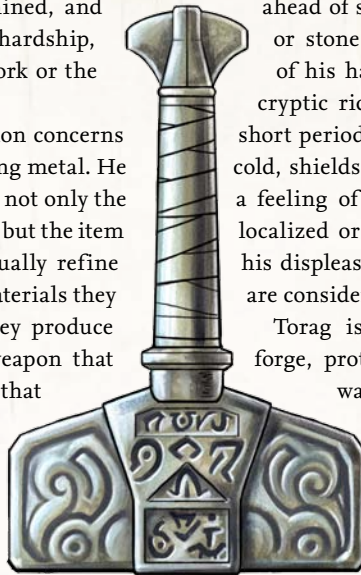 ined, and
hardship,
ork or the
on concerns
ng metal. He
not only the
but the item
ually refine
aterials they
ey produce
eapon that
that
ahead of s
or stone
of his ha
cryptic ric
short period
cold, shields
a feeling of
localized or
his displeas
are conside
Torag is
forge, prot
wa